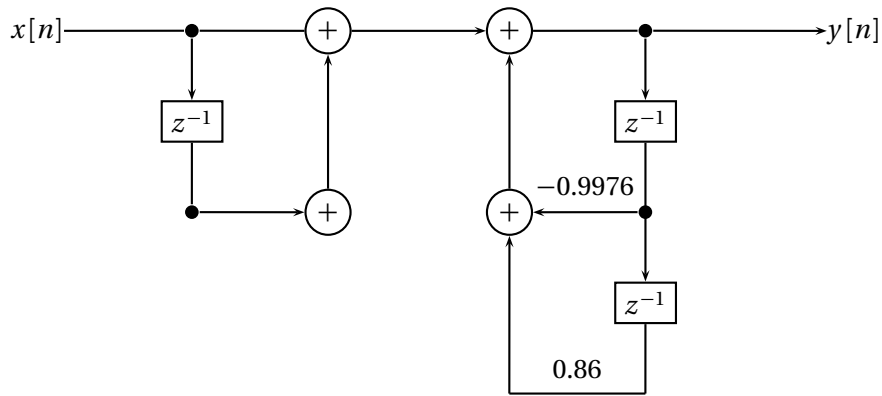 x[n] + + y[n]
z⁻¹ z⁻¹
−0.9976
+ +
z⁻¹
0.86